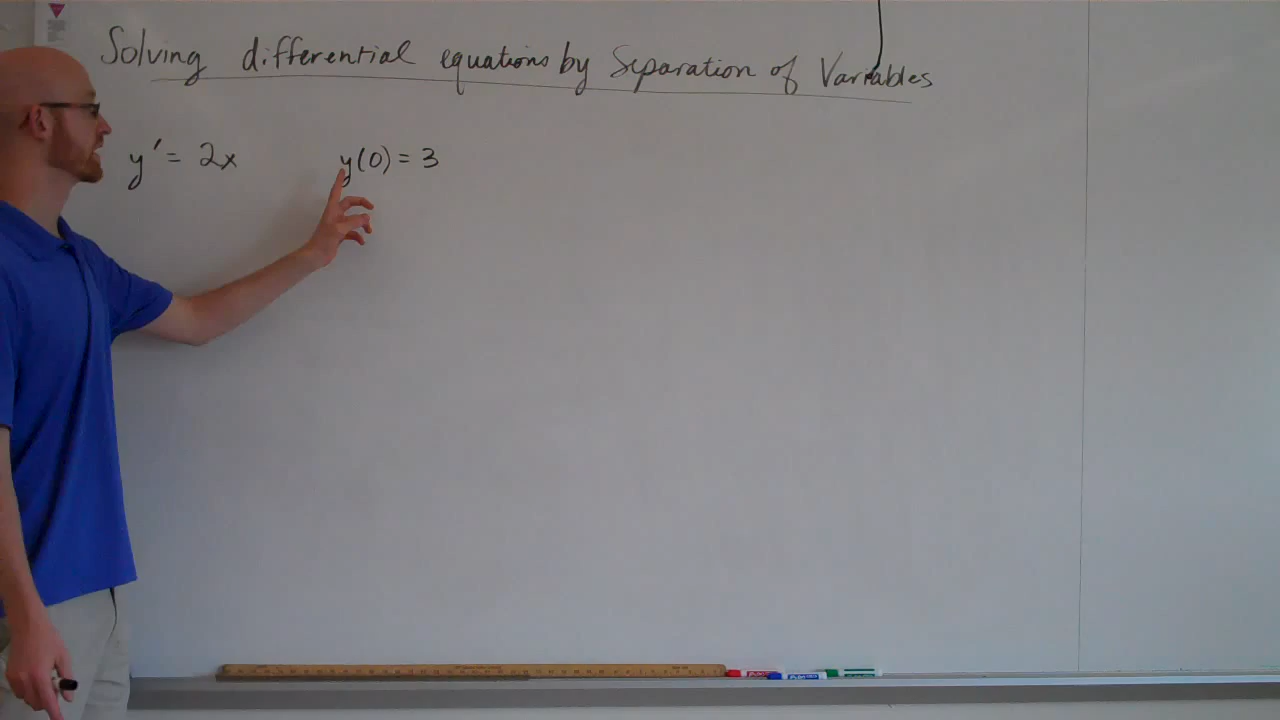 Solving differential equations by Separation of Variables
y' = 2x y(0) = 3